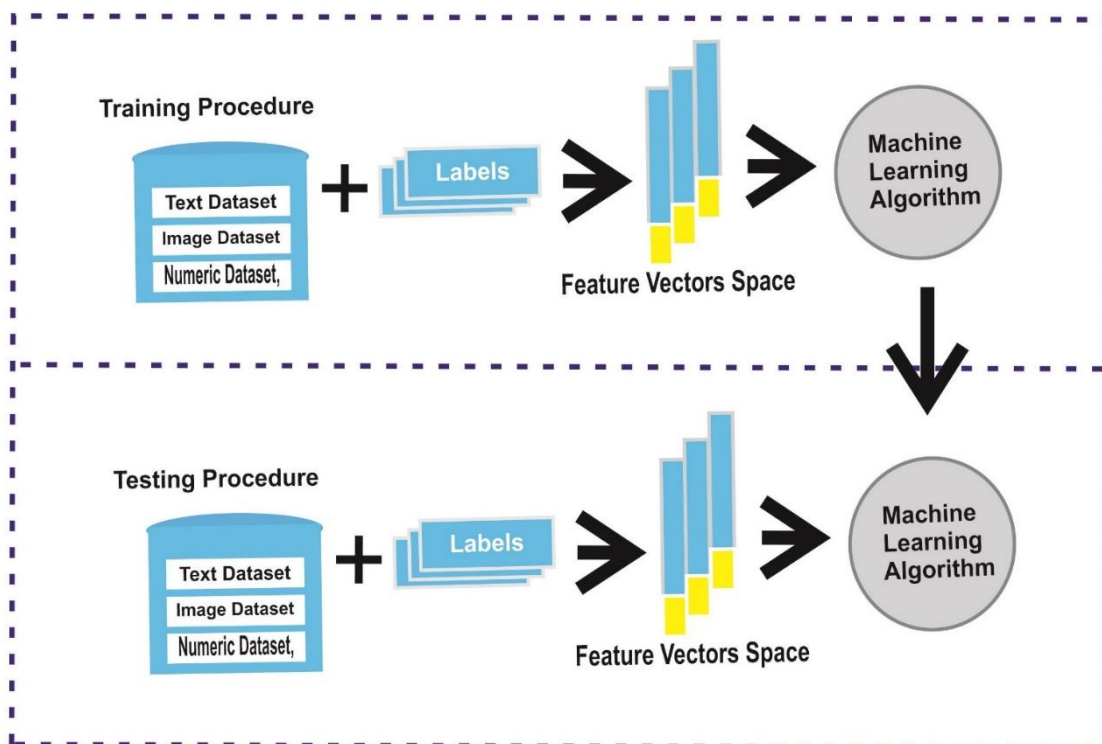 Training Procedure
Text Dataset
Image Dataset
Numeric Dataset,
Labels
Feature Vectors Space
Machine
Learning
Algorithm
Testing Procedure
Text Dataset
Image Dataset
Numeric Dataset,
Labels
Feature Vectors Space
Machine
Learning
Algorithm